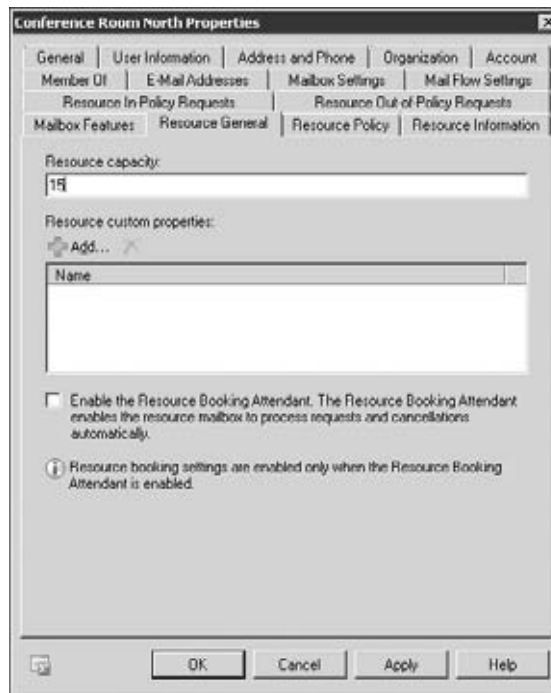 Conference Room North Properties
General
User Information
Address and Phone
Organization
Account
Member Of
E-Mail Addresses
Mailbox Settings
Mail Flow Settings
Resource In-Policy Requests
Resource Out-of-Policy Requests
Mailbox Features
Resource General
Resource Policy
Resource Information
Resource capacity:
15
Resource custom properties:
Add...
Name
Enable the Resource Booking Attendant. The Resource Booking Attendant
enables the resource mailbox to process requests and cancellations
automatically.
Resource booking settings are enabled only when the Resource Booking
Attendant is enabled.
OK
Cancel
Apply
Help